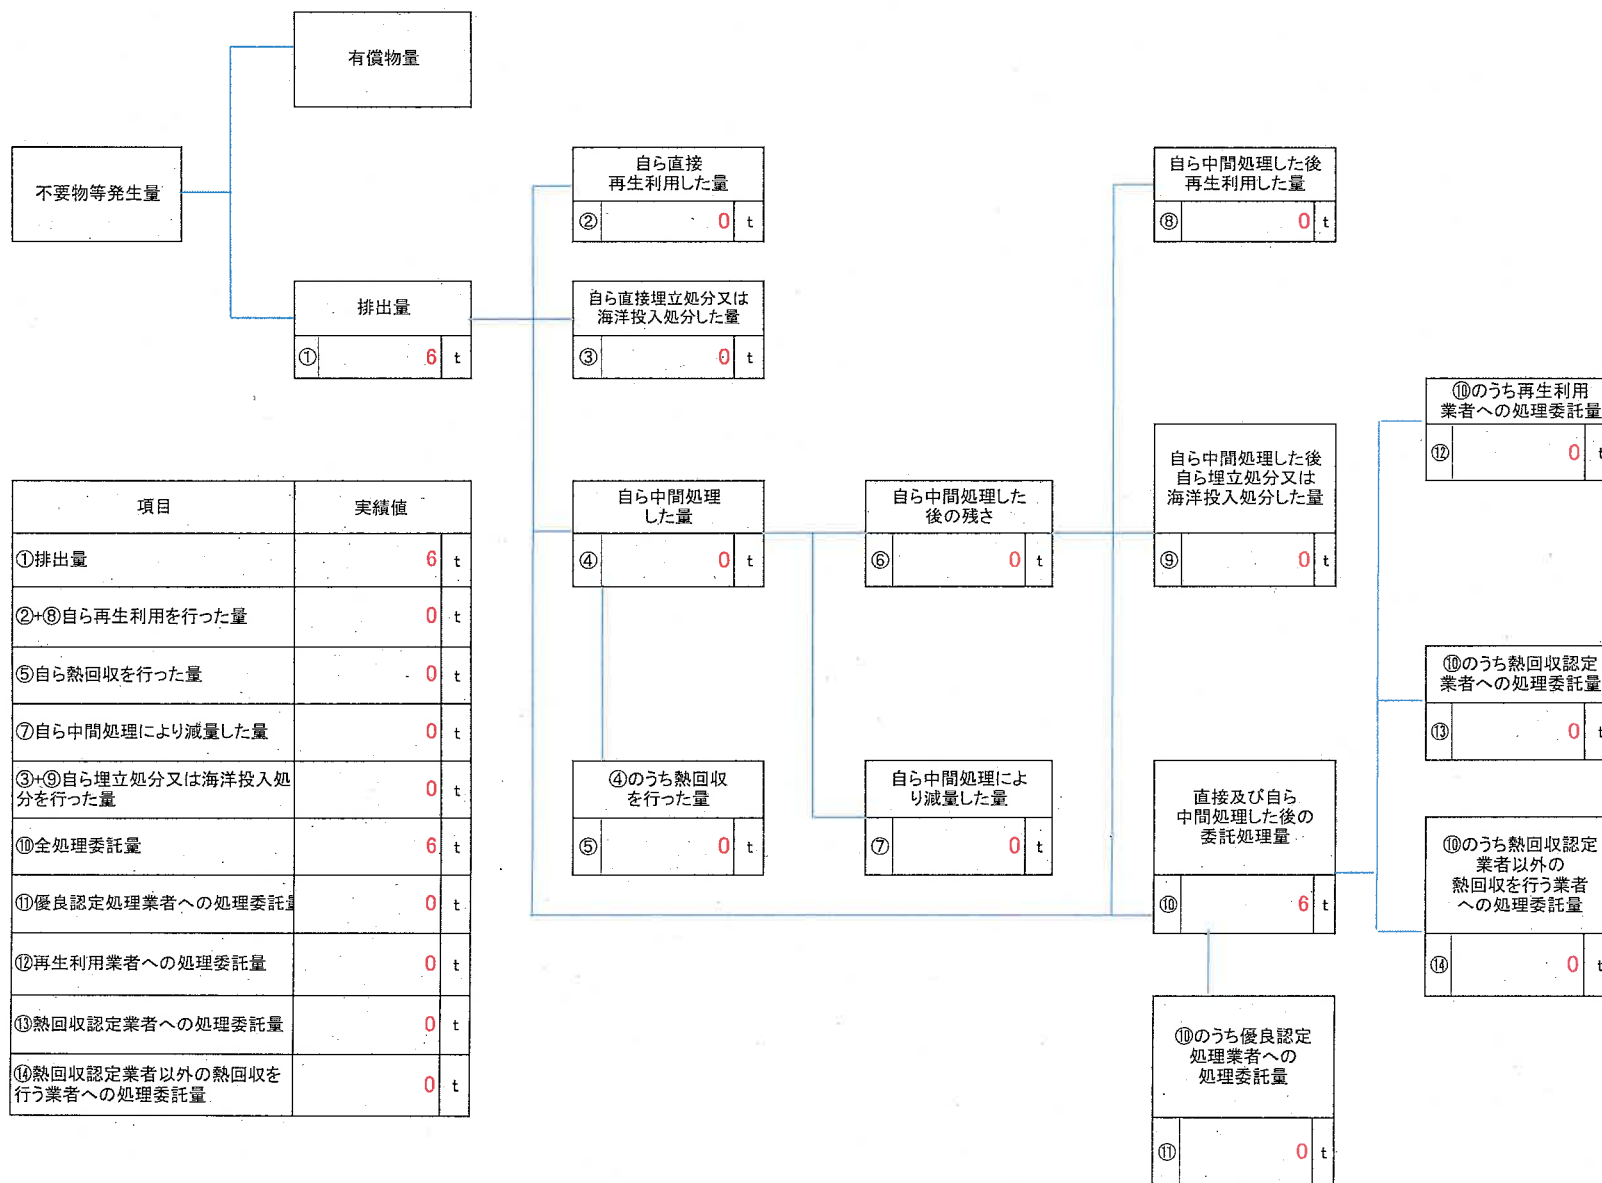 有償物量
不要物等発生量
排出量
① 6 t
自ら直接
再生利用した量
② 0 t
自ら直接埋立処分又は
海洋投入処分した量
③ 0 t
自ら中間処理
した量
④ 0 t
④のうち熱回収
を行った量
⑤ 0 t
自ら中間処理した
後の残さ
⑥ 0 t
自ら中間処理によ
り減量した量
⑦ 0 t
自ら中間処理した後
再生利用した量
⑧ 0 t
自ら中間処理した後
自ら埋立処分又は
海洋投入処分した量
⑨ 0 t
直接及び自ら
中間処理した後の
委託処理量
⑩ 6 t
⑩のうち優良認定
処理業者への
処理委託量
⑪ 0 t
⑩のうち再生利用
業者への処理委託量
⑫ 0 t
⑩のうち熱回収認定
業者への処理委託量
⑬ 0 t
⑩のうち熱回収認定
業者以外の
熱回収を行う業者
への処理委託量
⑭ 0 t
項目 実績値
①排出量 6 t
②+⑧自ら再生利用を行った量 0 t
⑤自ら熱回収を行った量 0 t
⑦自ら中間処理により減量した量 0 t
③+⑨自ら埋立処分又は海洋投入処
分を行った量 0 t
⑩全処理委託量 6 t
⑪優良認定処理業者への処理委託量 0 t
⑫再生利用業者への処理委託量 0 t
⑬熱回収認定業者への処理委託量 0 t
⑭熱回収認定業者以外の熱回収を
行う業者への処理委託量 0 t